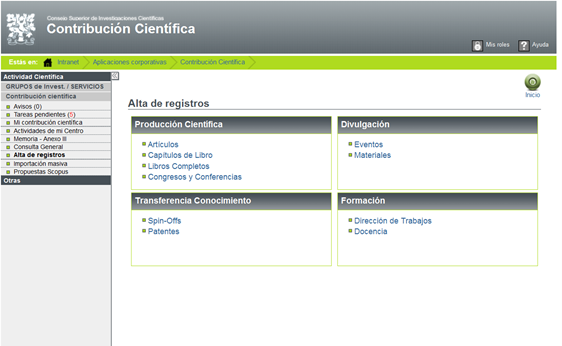 Consejo Superior de Investigaciones Científicas
Contribución Científica
Mis roles
Ayuda
Estás en: Intranet Aplicaciones corporativas Contribución Científica
Actividad Científica
GRUPOS de Invest. / SERVICIOS
Contribución científica
Avisos (0)
Tareas pendientes (5)
Mi contribución científica
Actividades de mi Centro
Memoria - Anexo III
Consulta General
Alta de registros
Importación masiva
Propuestas Scopus
Otras
Inicio
Alta de registros
Producción Científica
Artículos
Capítulos de Libro
Libros Completos
Congresos y Conferencias
Divulgación
Eventos
Materiales
Transferencia Conocimiento
Spin-Offs
Patentes
Formación
Dirección de Trabajos
Docencia